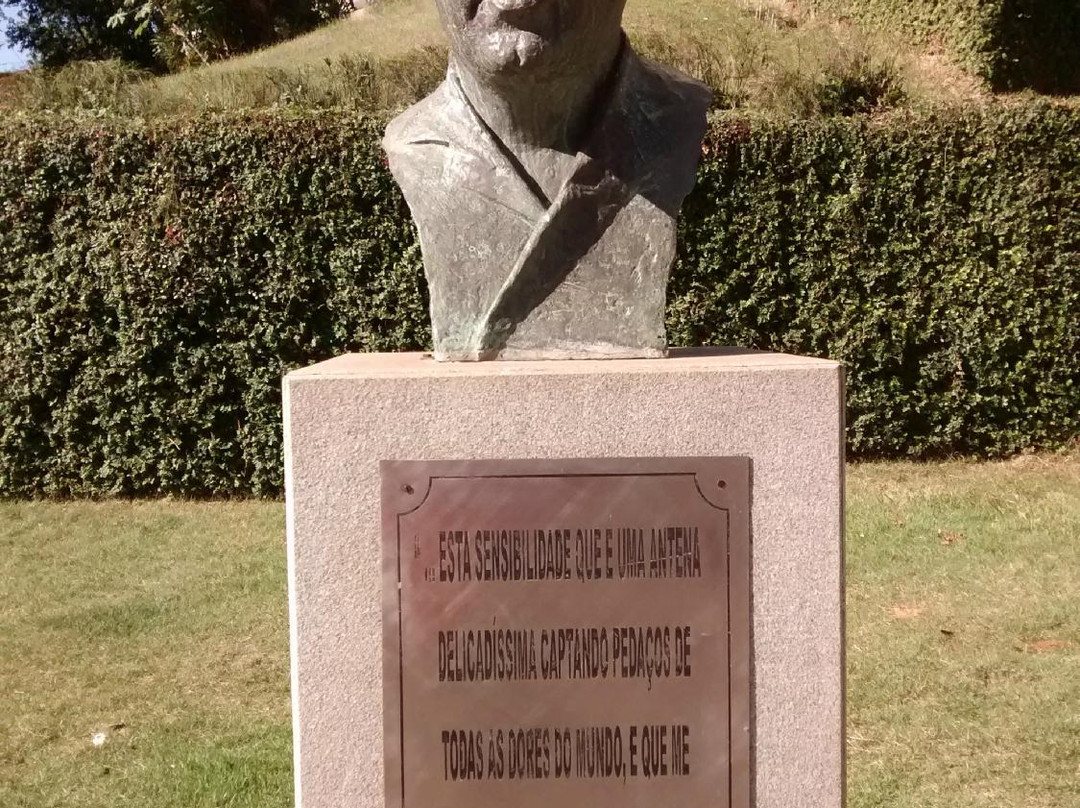 "...ESTA SENSIBILIDADE QUE E UMA ANTENA
DELICADÍSSIMA CAPTANDO PEDAÇOS DE
TODAS AS DORES DO MUNDO, E QUE ME